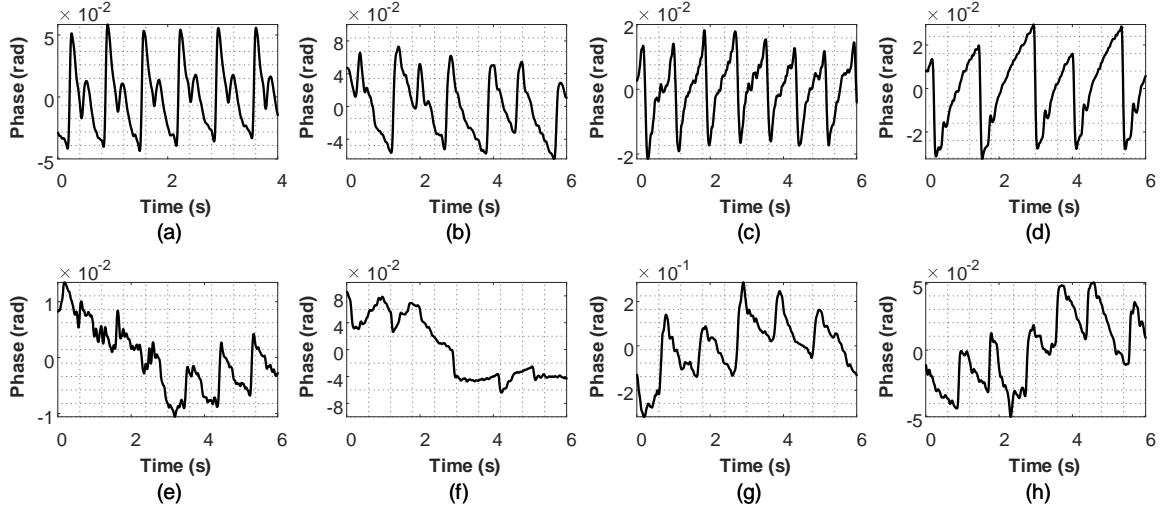 × 10⁻² × 10⁻² × 10⁻² × 10⁻²
Phase (rad) 5 0 -5
Phase (rad) 8 4 0 -4
Phase (rad) 2 0 -2
Phase (rad) 2 0 -2
0 2 4
0 2 4 6
0 2 4 6
0 2 4 6
Time (s) Time (s) Time (s) Time (s)
(a) (b) (c) (d)
× 10⁻² × 10⁻² × 10⁻¹ × 10⁻²
Phase (rad) 1 0 -1
Phase (rad) 8 4 0 -4 -8
Phase (rad) 2 0 -2
Phase (rad) 5 0 -5
0 2 4 6
0 2 4 6
0 2 4 6
0 2 4 6
Time (s) Time (s) Time (s) Time (s)
(e) (f) (g) (h)